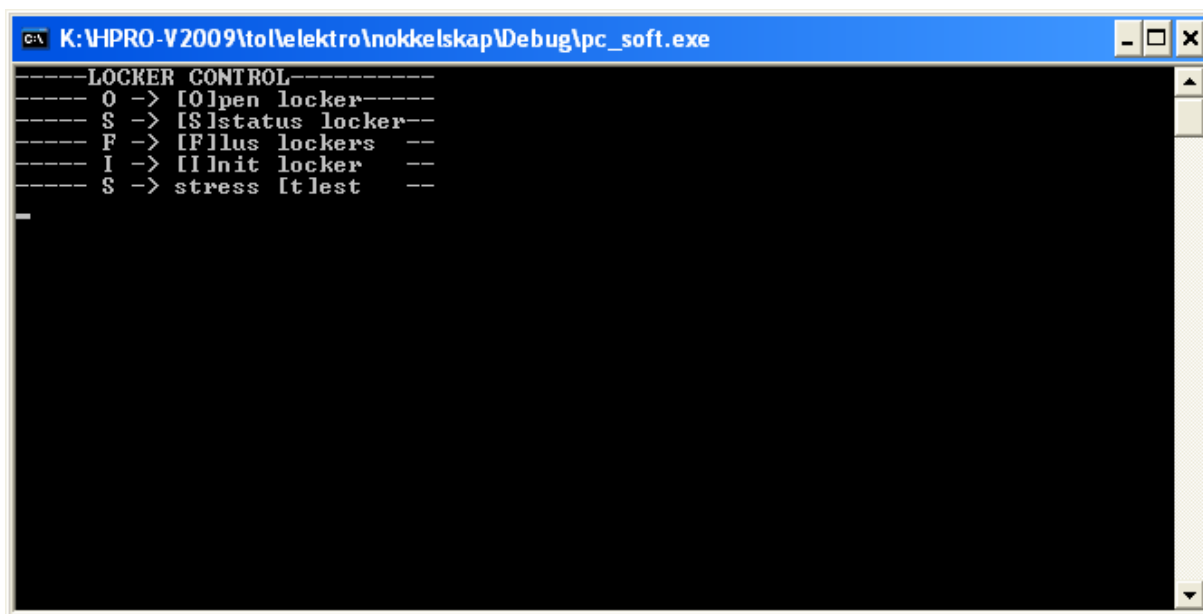 K:\HPRO-V2009\tol\elektro\nokkelskap\Debug\pc_soft.exe
-----LOCKER CONTROL----------
----- O -> [O]pen locker-----
----- S -> [S]status locker--
----- F -> [F]lus lockers  --
----- I -> [I]nit locker   --
----- S -> stress [t]est   --